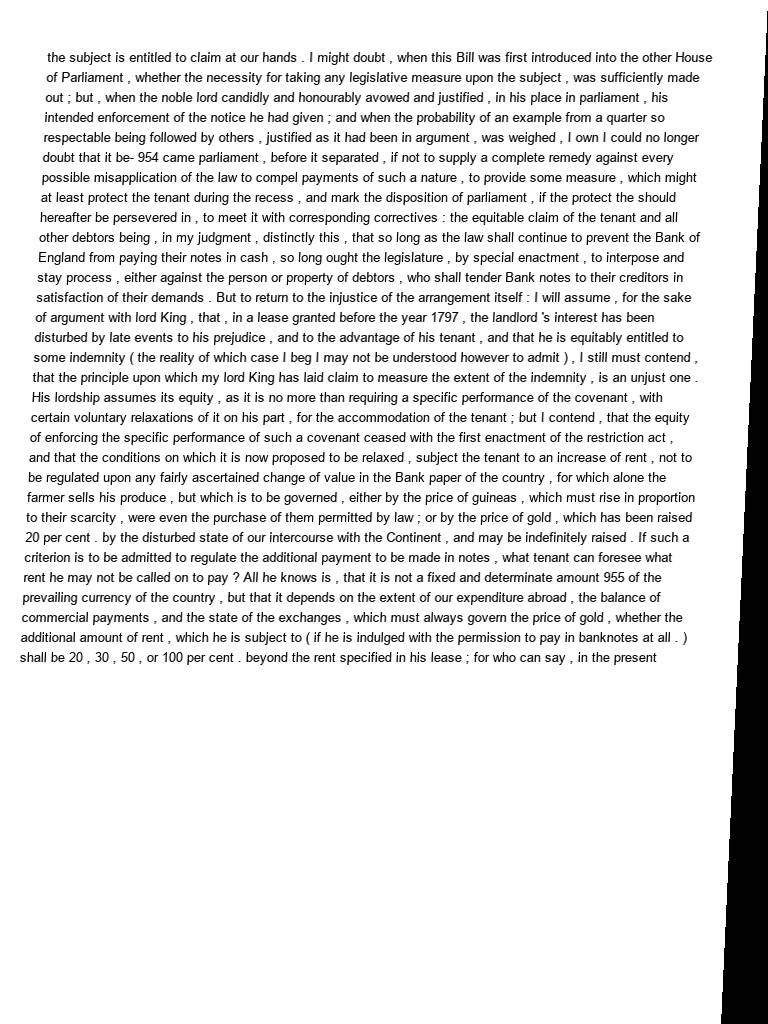 the subject is entitled to claim at our hands . I might doubt , when this Bill was first introduced into the other House
of Parliament , whether the necessity for taking any legislative measure upon the subject , was sufficiently made
out ; but , when the noble lord candidly and honourably avowed and justified , in his place in parliament , his
intended enforcement of the notice he had given ; and when the probability of an example from a quarter so
respectable being followed by others , justified as it had been in argument , was weighed , I own I could no longer
doubt that it be- 954 came parliament , before it separated , if not to supply a complete remedy against every
possible misapplication of the law to compel payments of such a nature , to provide some measure , which might
at least protect the tenant during the recess , and mark the disposition of parliament , if the protect the should
hereafter be persevered in , to meet it with corresponding correctives : the equitable claim of the tenant and all
other debtors being , in my judgment , distinctly this , that so long as the law shall continue to prevent the Bank of
England from paying their notes in cash , so long ought the legislature , by special enactment , to interpose and
stay process , either against the person or property of debtors , who shall tender Bank notes to their creditors in
satisfaction of their demands . But to return to the injustice of the arrangement itself : I will assume , for the sake
of argument with lord King , that , in a lease granted before the year 1797 , the landlord 's interest has been
disturbed by late events to his prejudice , and to the advantage of his tenant , and that he is equitably entitled to
some indemnity ( the reality of which case I beg I may not be understood however to admit ) , I still must contend ,
that the principle upon which my lord King has laid claim to measure the extent of the indemnity , is an unjust one .
His lordship assumes its equity , as it is no more than requiring a specific performance of the covenant , with
certain voluntary relaxations of it on his part , for the accommodation of the tenant ; but I contend , that the equity
of enforcing the specific performance of such a covenant ceased with the first enactment of the restriction act ,
and that the conditions on which it is now proposed to be relaxed , subject the tenant to an increase of rent , not to
be regulated upon any fairly ascertained change of value in the Bank paper of the country , for which alone the
farmer sells his produce , but which is to be governed , either by the price of guineas , which must rise in proportion
to their scarcity , were even the purchase of them permitted by law ; or by the price of gold , which has been raised
20 per cent . by the disturbed state of our intercourse with the Continent , and may be indefinitely raised . If such a
criterion is to be admitted to regulate the additional payment to be made in notes , what tenant can foresee what
rent he may not be called on to pay ? All he knows is , that it is not a fixed and determinate amount 955 of the
prevailing currency of the country , but that it depends on the extent of our expenditure abroad , the balance of
commercial payments , and the state of the exchanges , which must always govern the price of gold , whether the
additional amount of rent , which he is subject to ( if he is indulged with the permission to pay in banknotes at all . )
shall be 20 , 30 , 50 , or 100 per cent . beyond the rent specified in his lease ; for who can say , in the present